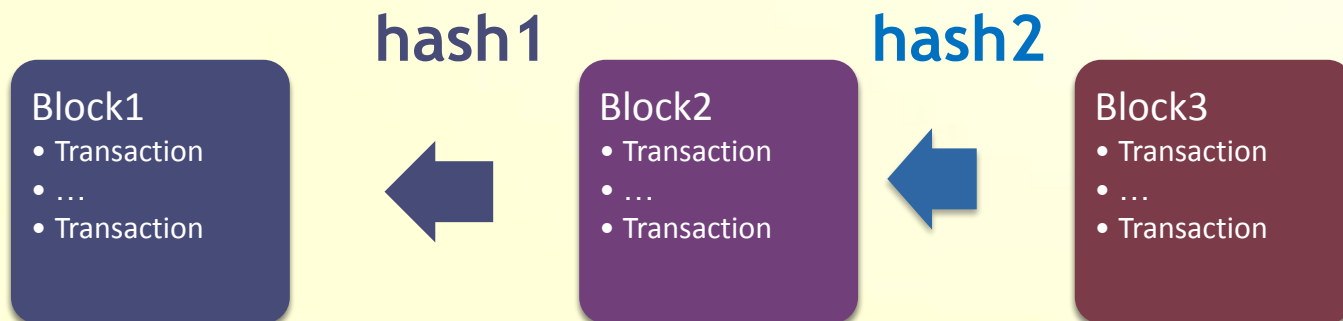 hash1
hash2
Block1
• Transaction
• ...
• Transaction
Block2
• Transaction
• ...
• Transaction
Block3
• Transaction
• ...
• Transaction